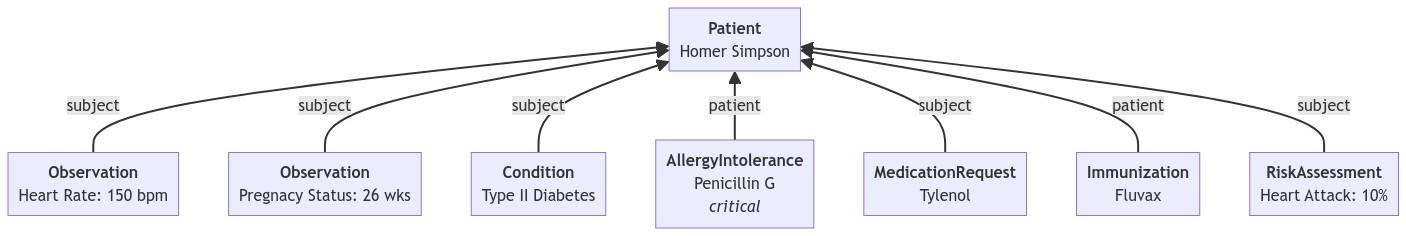 Patient
Homer Simpson
subject
subject
subject
patient
subject
patient
subject
Observation
Heart Rate: 150 bpm
Observation
Pregnacy Status: 26 wks
Condition
Type II Diabetes
AllergyIntolerance
Penicillin G
critical
MedicationRequest
Tylenol
Immunization
Fluvax
RiskAssessment
Heart Attack: 10%